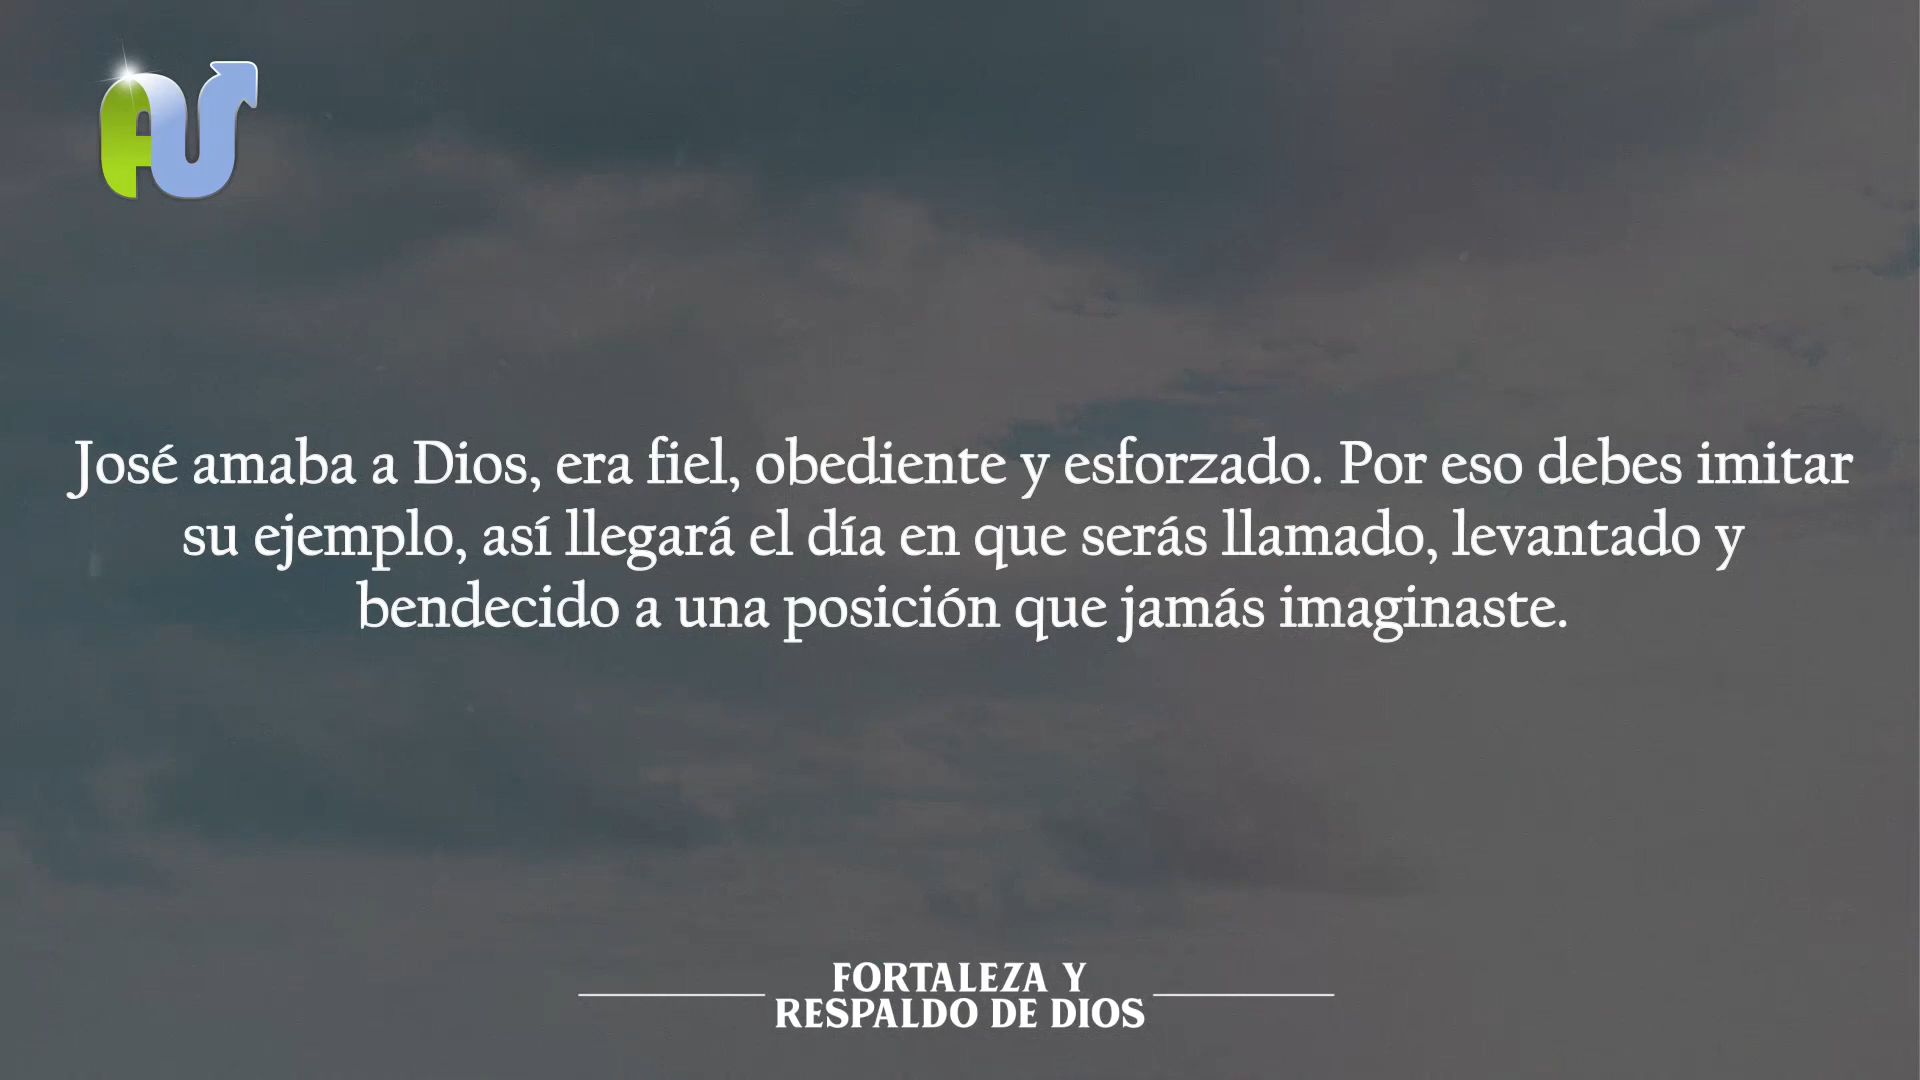 AU
José amaba a Dios, era fiel, obediente y esforzado. Por eso debes imitar
su ejemplo, así llegará el día en que serás llamado, levantado y
bendecido a una posición que jamás imaginaste.
FORTALEZA Y
RESPALDO DE DIOS